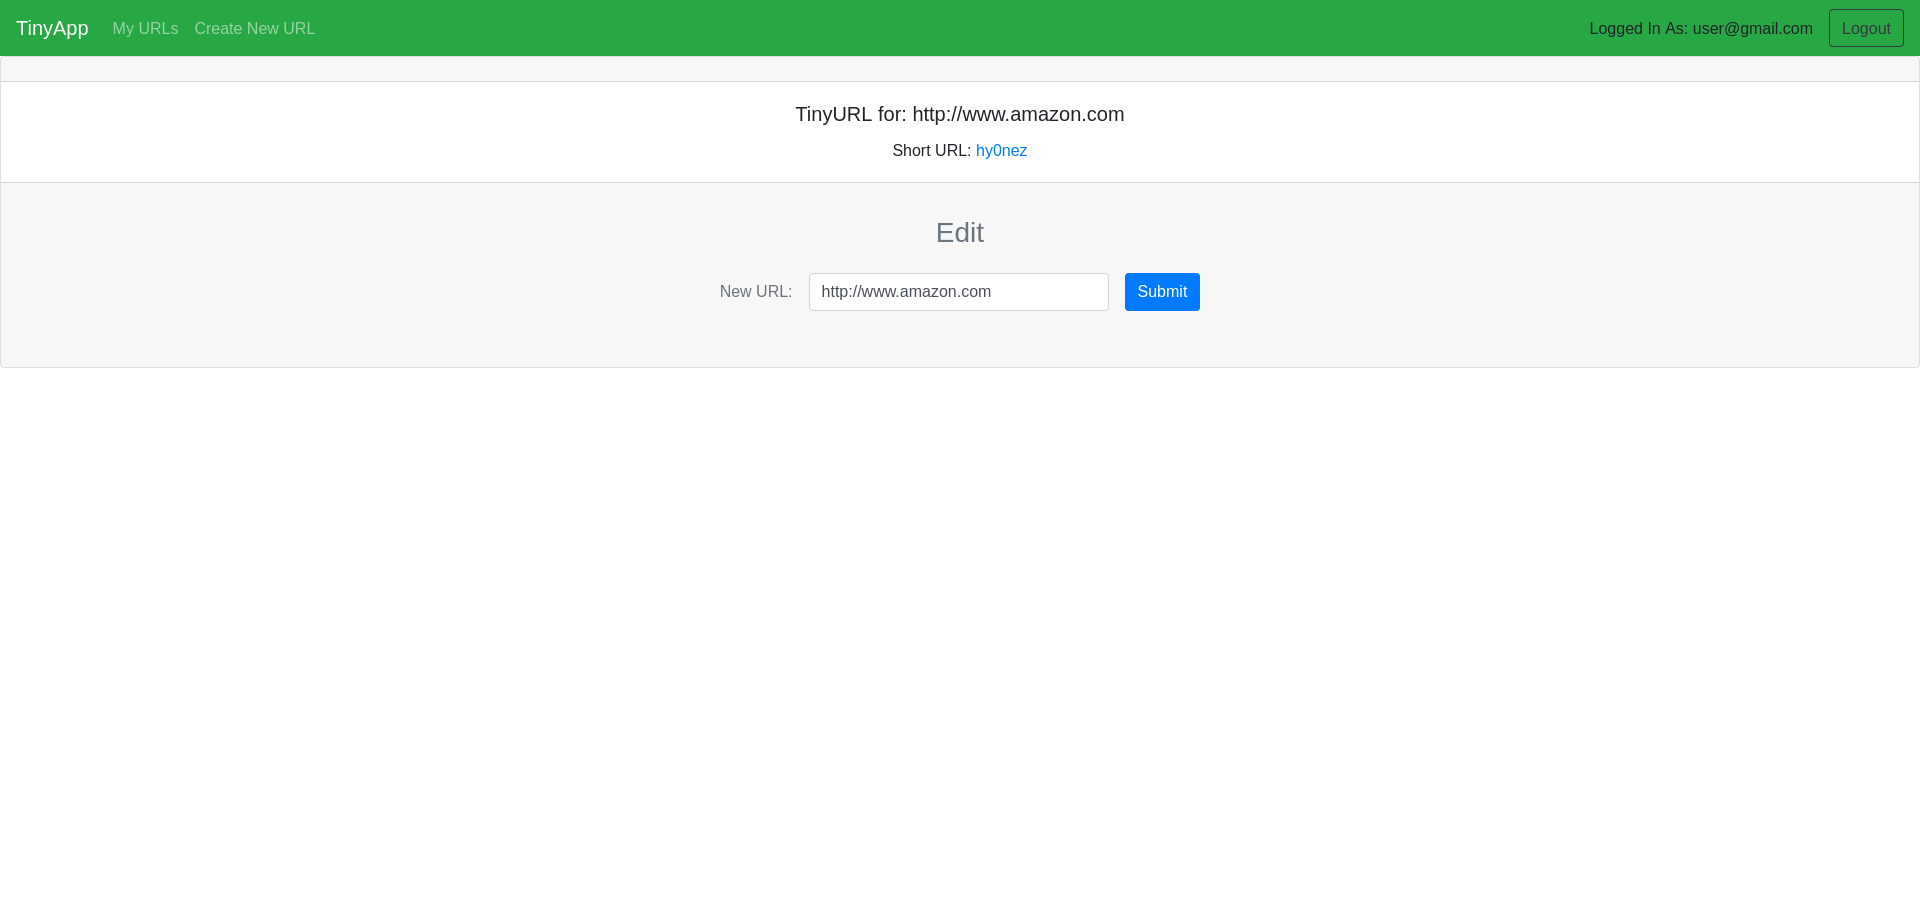 TinyApp My URLs Create New URL Logged In As: user@gmail.com Logout
TinyURL for: http://www.amazon.com
Short URL: hy0nez
Edit
New URL: http://www.amazon.com Submit